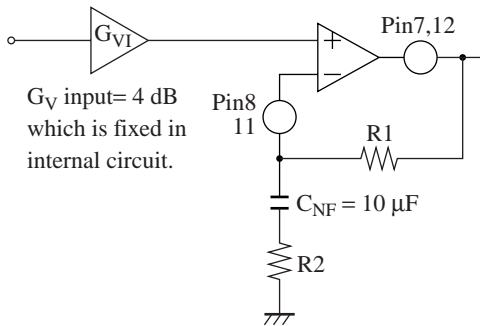 G_VI
+
−
Pin7,12
G_V input= 4 dB
which is fixed in
internal circuit.
Pin8
11
R1
C_NF = 10 μF
R2